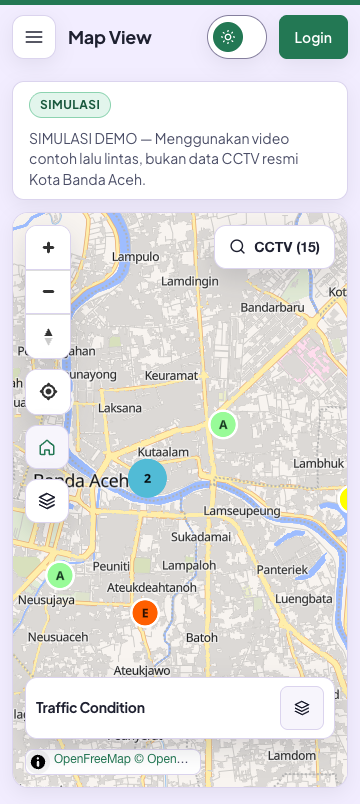 Map View
Login
SIMULASI
SIMULASI DEMO — Menggunakan video
contoh lalu lintas, bukan data CCTV resmi
Kota Banda Aceh.
CCTV (15)
Lampulo
Lamdingin
Bandarbaru
Kot
Keuramat
Laksana
A
Kutaalam
Lambhuk
Banda Aceh
2
Lamseupeung
Sukadamai
Peuniti
Lampaloh
Panteriek
A
Ateukdeahtanoh
Neusujaya
E
Luengbata
Neusuaceh
Batoh
Ateukjawo
Traffic Condition
OpenFreeMap © Open...
Lamdom